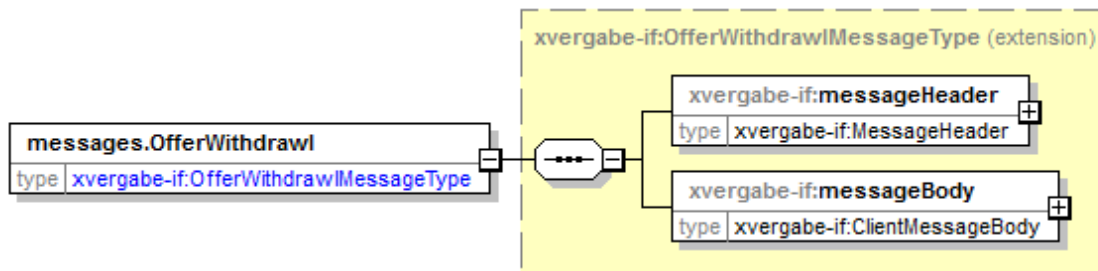 xvergabe-if:OfferWithdrawlMessageType (extension)
xvergabe-if:messageHeader
type xvergabe-if:MessageHeader
messages.OfferWithdrawl
type xvergabe-if:OfferWithdrawlMessageType
xvergabe-if:messageBody
type xvergabe-if:ClientMessageBody